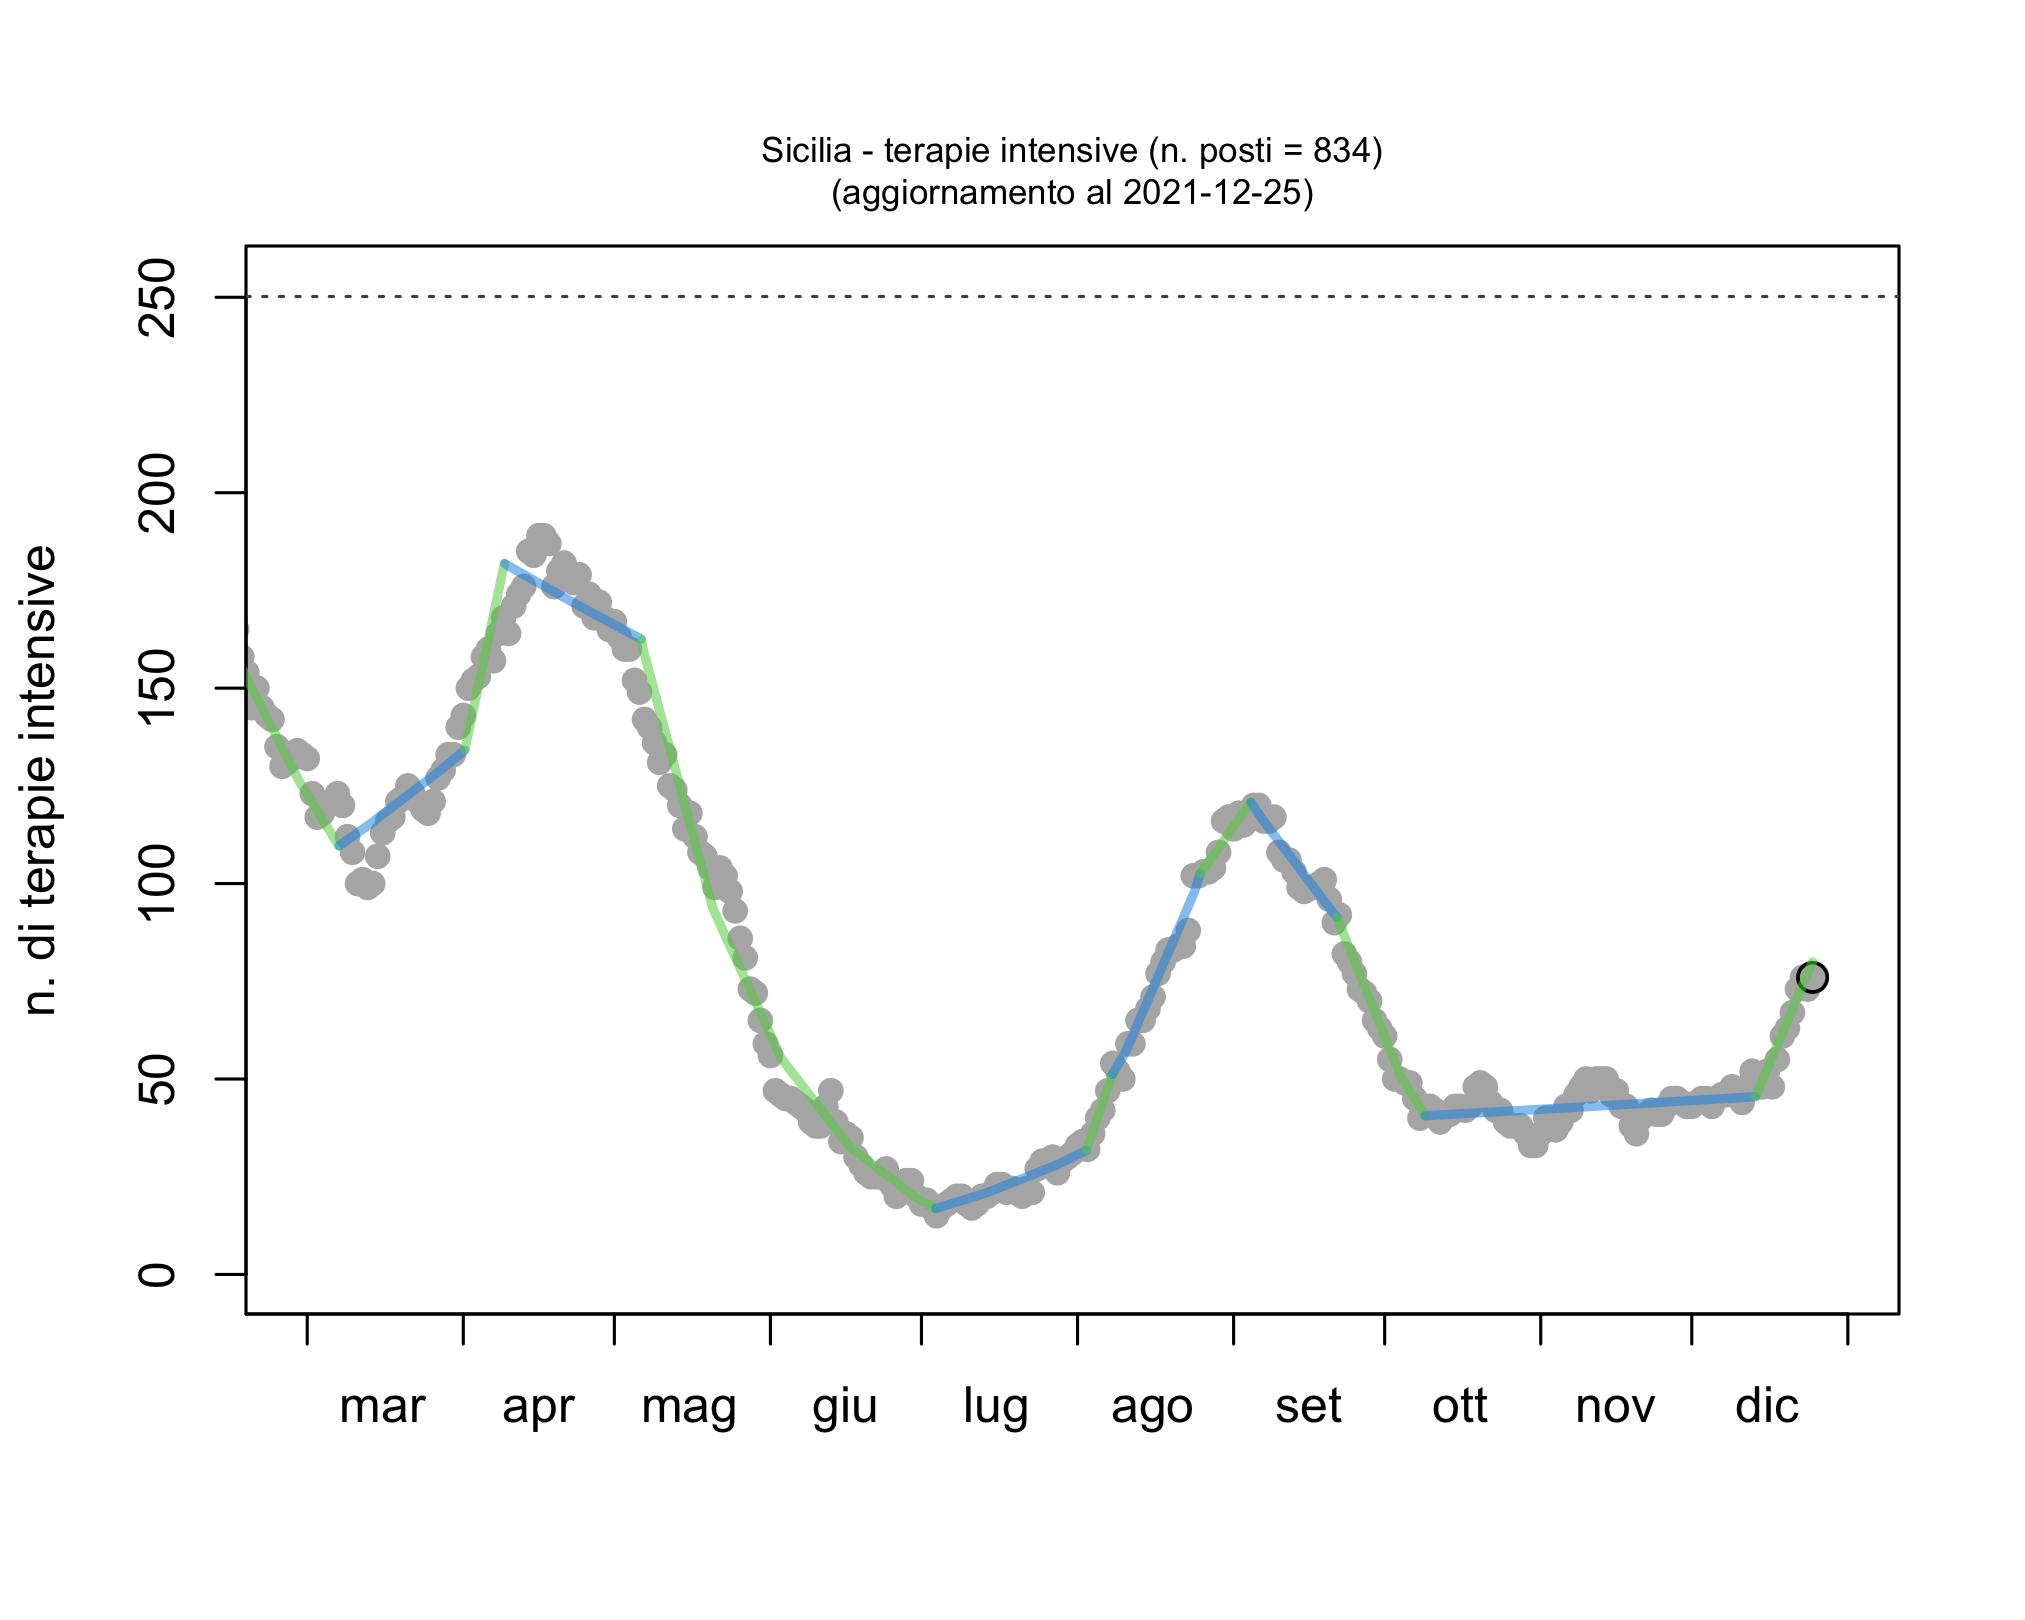 Sicilia - terapie intensive (n. posti = 834)
(aggiornamento al 2021-12-25)
n. di terapie intensive
250
200
150
100
50
0
mar apr mag giu lug ago set ott nov dic